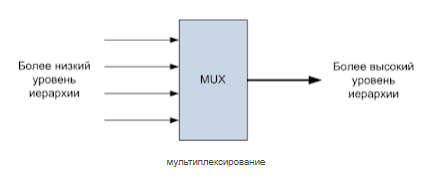 Более низкий
уровень
иерархии
MUX
Более высокий
уровень
иерархии
мультиплексирование